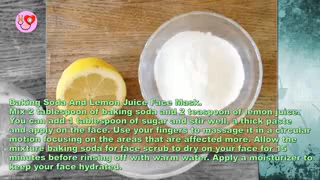 Baking Soda And Lemon Juice Face Mask.
Mix 2 tablespoon of baking soda and 2 teaspoon of lemon juice.
You can add 1 tablespoon of sugar and stir well, a thick paste
and apply on the face. Use your fingers to massage it in a circular
motion focusing on the areas that are affected more. Allow the
mixture baking soda for face scrub to dry on your face for 15
minutes before rinsing off with warm water. Apply a moisturizer to
keep your face hydrated.